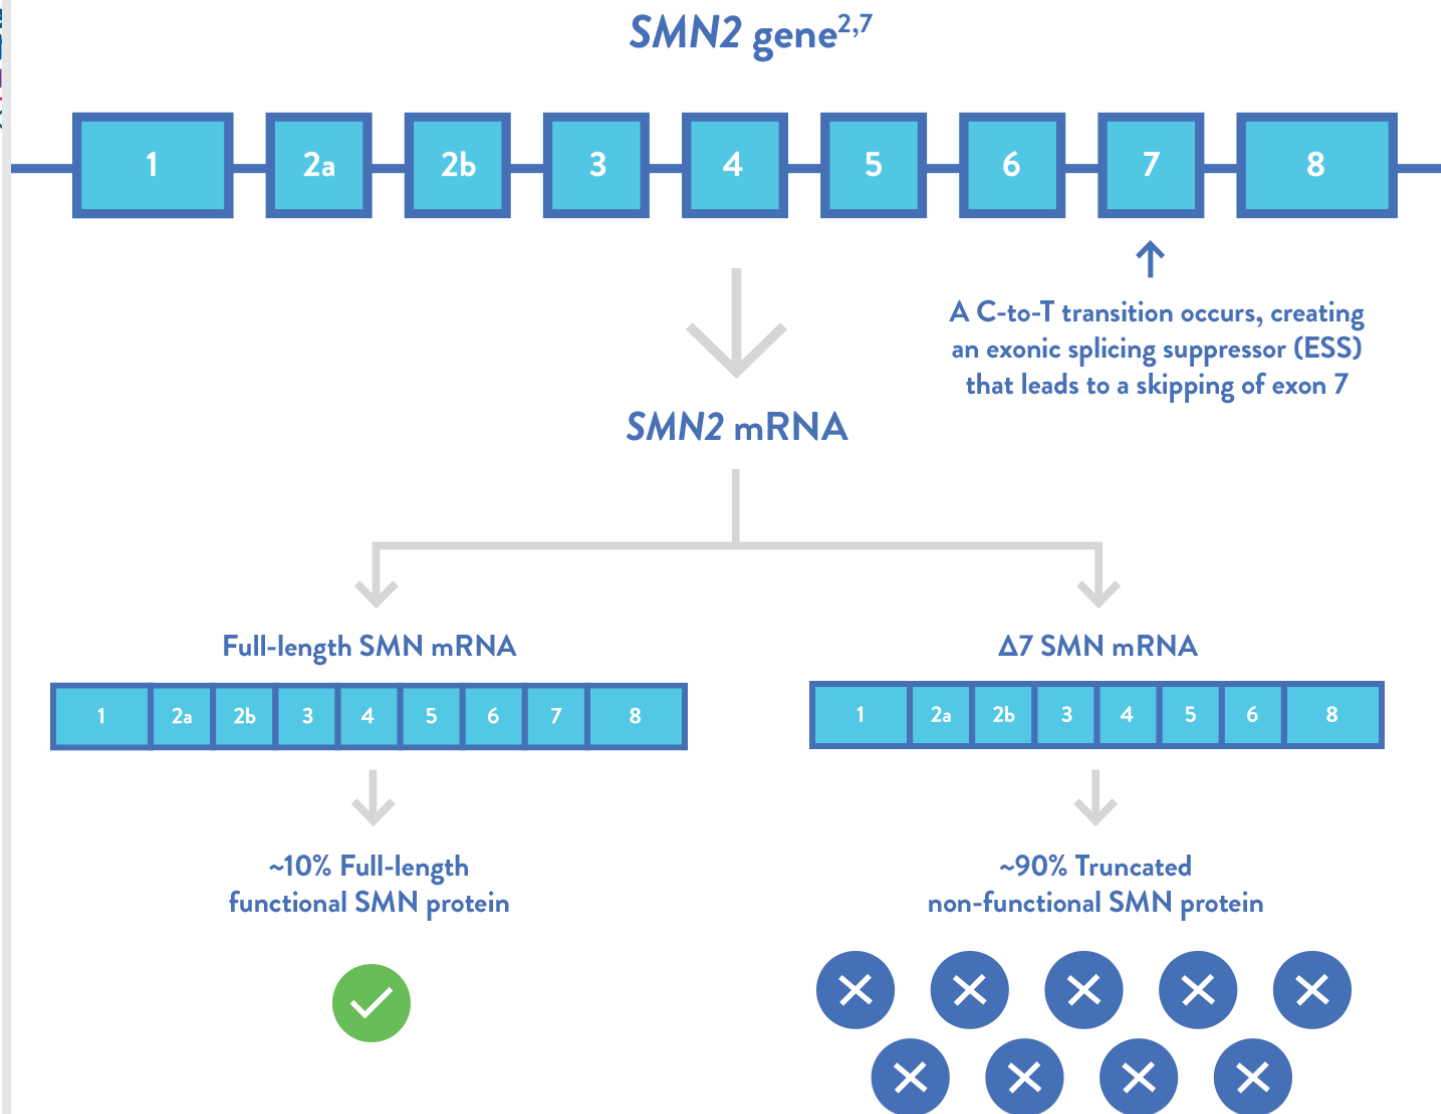 SMN2 gene2,7
1 2a 2b 3 4 5 6 7 8
A C-to-T transition occurs, creating
an exonic splicing suppressor (ESS)
that leads to a skipping of exon 7
SMN2 mRNA
Full-length SMN mRNA
1 2a 2b 3 4 5 6 7 8
~10% Full-length
functional SMN protein
Δ7 SMN mRNA
1 2a 2b 3 4 5 6 8
~90% Truncated
non-functional SMN protein